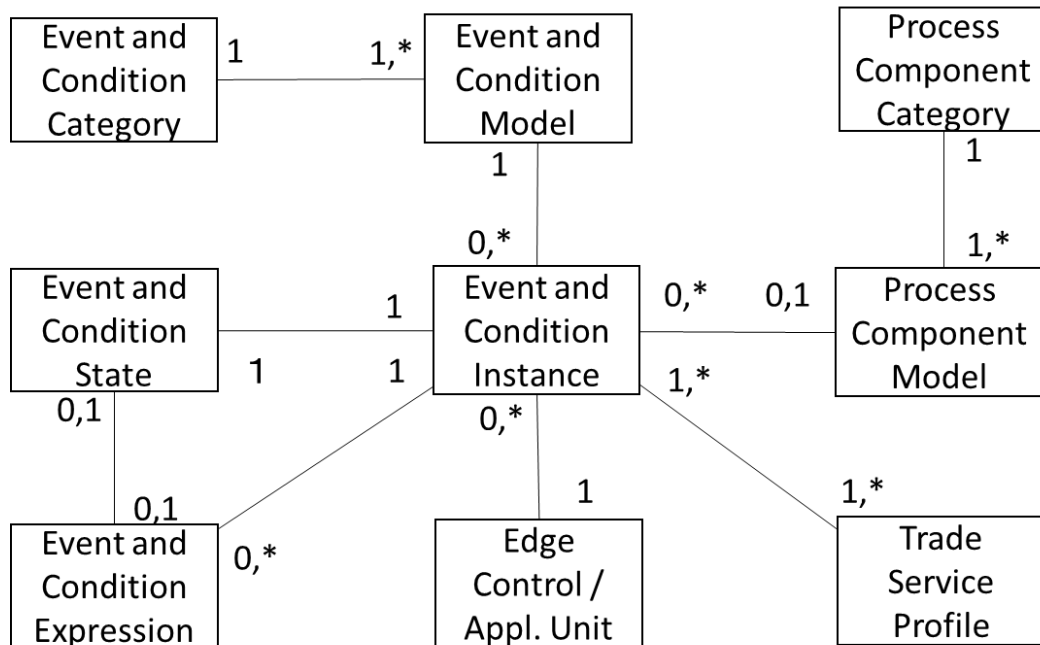 Event and
Condition
Category
1
1,*
Event and
Condition
Model
Process
Component
Category
1
0,*
1
1,*
Event and
Condition
State
1
1
Event and
Condition
Instance
0,*
0,1
Process
Component
Model
1
0,*
1,*
0,1
0,1
0,*
1
1,*
Event and
Condition
Expression
Edge
Control /
Appl. Unit
Trade
Service
Profile